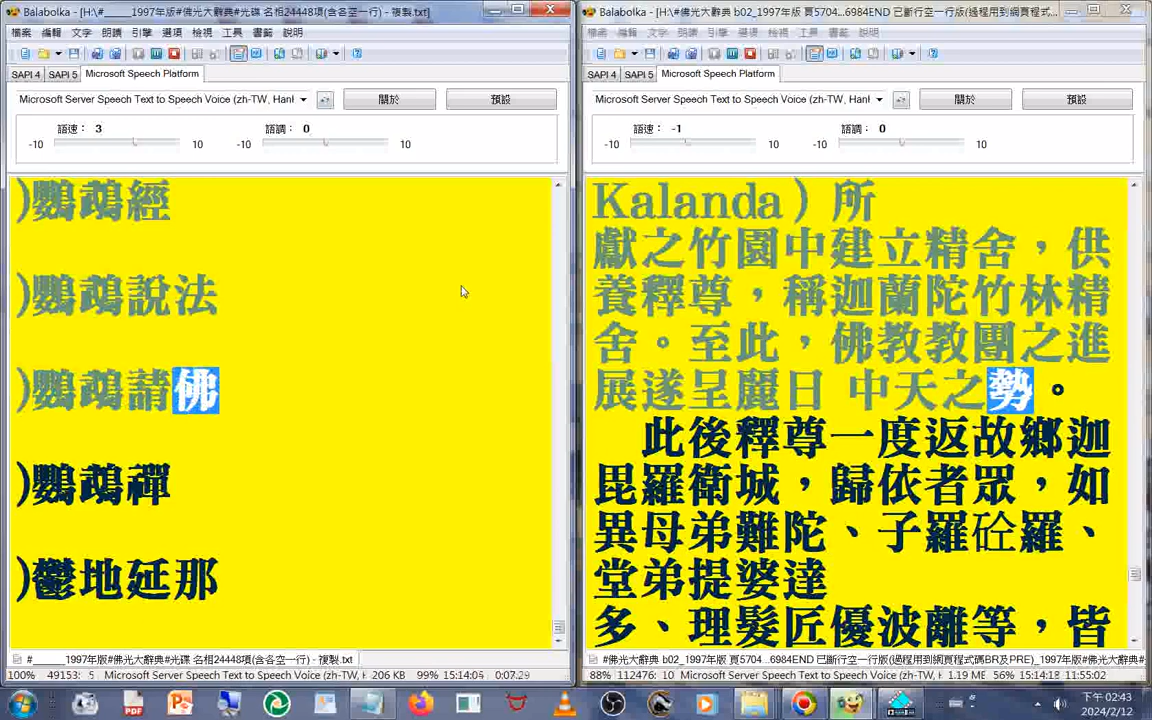 Balabolka - [H:\#_____1997年版#佛光大辭典#光碟 名相24448項(含各空一行) - 複製.txt]
檔案 編輯 文字 朗讀 引擎 選項 檢視 工具 書籤 說明
SAPI 4 SAPI 5 Microsoft Speech Platform
Microsoft Server Speech Text to Speech Voice (zh-TW, Hanl
關於
預設
語速： 3
語調： 0
-10 10 -10 10
)鸚鵡經
)鸚鵡說法
)鸚鵡請佛
)鸚鵡禪
)鬱地延那
#_____1997年版#佛光大辭典#光碟 名相24448項(含各空一行) - 複製.txt
100% 49153: 5 Microsoft Server Speech Text to Speech Voice (zh-TW, H 206 KB 99% 15:14:05 0:07:29
Balabolka - [H:\#佛光大辭典 b02_1997年版 頁5704...6984END 已斷行空一行版(過程用到網頁程式...
檔案 編輯 文字 朗讀 引擎 選項 檢視 工具 書籤 說明
SAPI 4 SAPI 5 Microsoft Speech Platform
Microsoft Server Speech Text to Speech Voice (zh-TW, Hanl
關於
預設
語速： -1
語調： 0
-10 10 -10 10
Kalanda）所
獻之竹園中建立精舍，供
養釋尊，稱迦蘭陀竹林精
舍。至此，佛教教團之進
展遂呈麗日 中天之勢。
此後釋尊一度返故鄉迦
毘羅衛城，歸依者眾，如
異母弟難陀、子羅硂羅、
堂弟提婆達
多、理髮匠優波離等，皆
#佛光大辭典 b02_1997年版 頁5704...6984END 已斷行空一行版(過程用到網頁程式碼BR及PRE)_1997年版#佛光大辭典#
88% 112476: 10 Microsoft Server Speech Text to Speech Voice (zh-TW, H 1.19 ME 56% 15:14:18 11:55:02
下午 02:43
2024/2/12